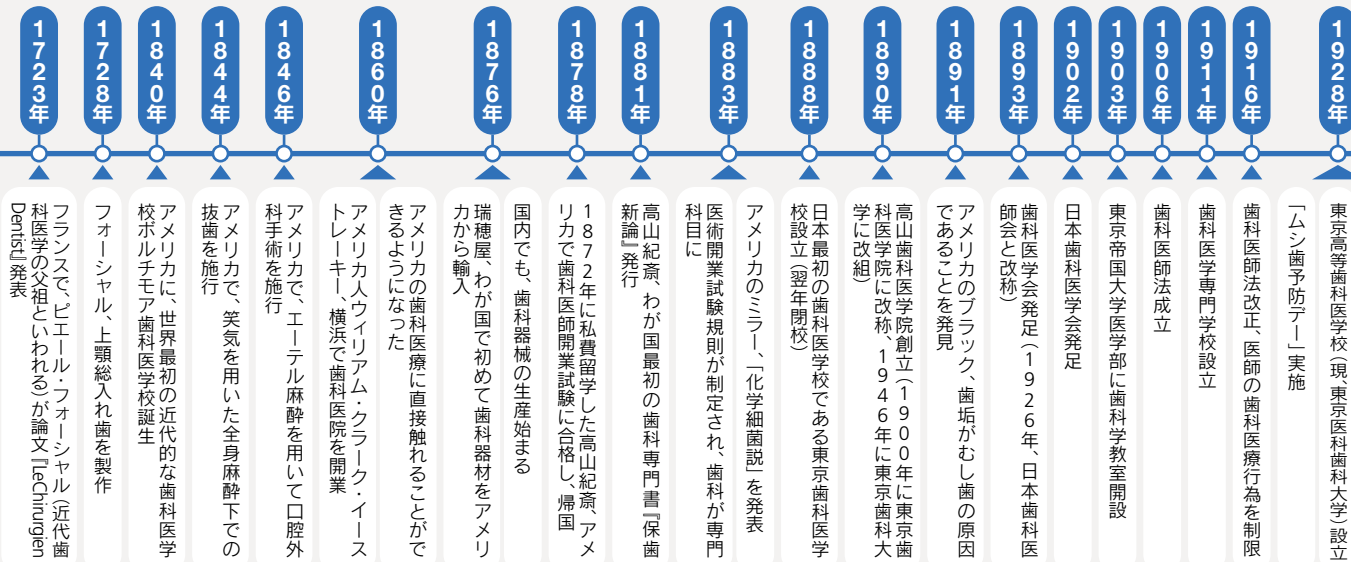 1723年
フランスで、ピエール・フォーシャル（近代歯
科医学の父祖といわれる）が論文『LeChirurgien
Dentist』発表
1728年
フォーシャル、上顎総入れ歯を製作
1840年
アメリカに、世界最初の近代的な歯科医学
校ボルチモア歯科医学校誕生
1844年
アメリカで、笑気を用いた全身麻酔下での
抜歯を施行
1846年
アメリカで、エーテル麻酔を用いて口腔外
科手術を施行
1860年
アメリカ人ウィリアム・クラーク・イース
トレーキー、横浜で歯科医院を開業
アメリカの歯科医療に直接触れることがで
きるようになった
1876年
瑞穂屋、わが国で初めて歯科器材をアメリ
カから輸入
国内でも、歯科器械の生産始まる
1878年
1872年に私費留学した高山紀斎、アメ
リカで歯科医師開業試験に合格し、帰国
1881年
高山紀斎、わが国最初の歯科専門書『保歯
新論』発行
1883年
医術開業試験規則が制定され、歯科が専門
科目に
アメリカのミラー、「化学細菌説」を発表
1888年
日本最初の歯科医学校である東京歯科医学
校設立（翌年閉校）
1890年
高山歯科医学院創立（1900年に東京歯
科医学院に改称、1946年に東京歯科大
学に改組）
1891年
アメリカのブラック、歯垢がむし歯の原因
であることを発見
1893年
歯科医学会発足（1926年、日本歯科医
師会と改称）
1902年
日本歯科医学会発足
1903年
東京帝国大学医学部に歯科学教室開設
1906年
歯科医師法成立
1911年
歯科医学専門学校設立
1916年
歯科医師法改正、医師の歯科医療行為を制限
1928年
「ムシ歯予防デー」実施
東京高等歯科医学校（現、東京医科歯科大学）設立